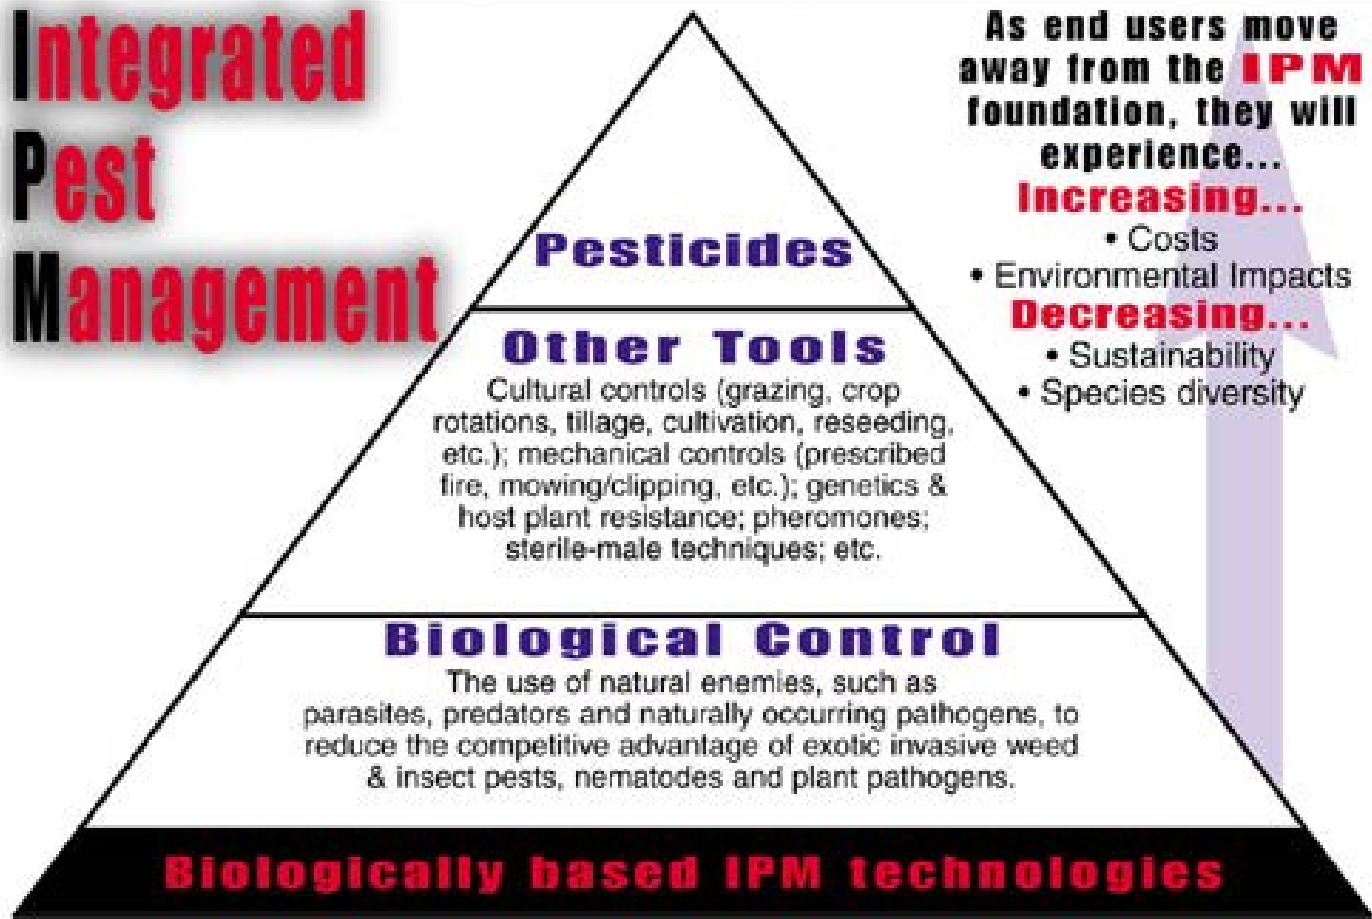 Integrated
Pest
Management
As end users move
away from the IPM
foundation, they will
experience...
Increasing...
• Costs
• Environmental Impacts
Decreasing...
• Sustainability
• Species diversity
Pesticides
Other Tools
Cultural controls (grazing, crop
rotations, tillage, cultivation, reseeding,
etc.); mechanical controls (prescribed
fire, mowing/clipping, etc.); genetics &
host plant resistance; pheromones;
sterile-male techniques; etc.
Biological Control
The use of natural enemies, such as
parasites, predators and naturally occurring pathogens, to
reduce the competitive advantage of exotic invasive weed
& insect pests, nematodes and plant pathogens.
Biologically based IPM technologies